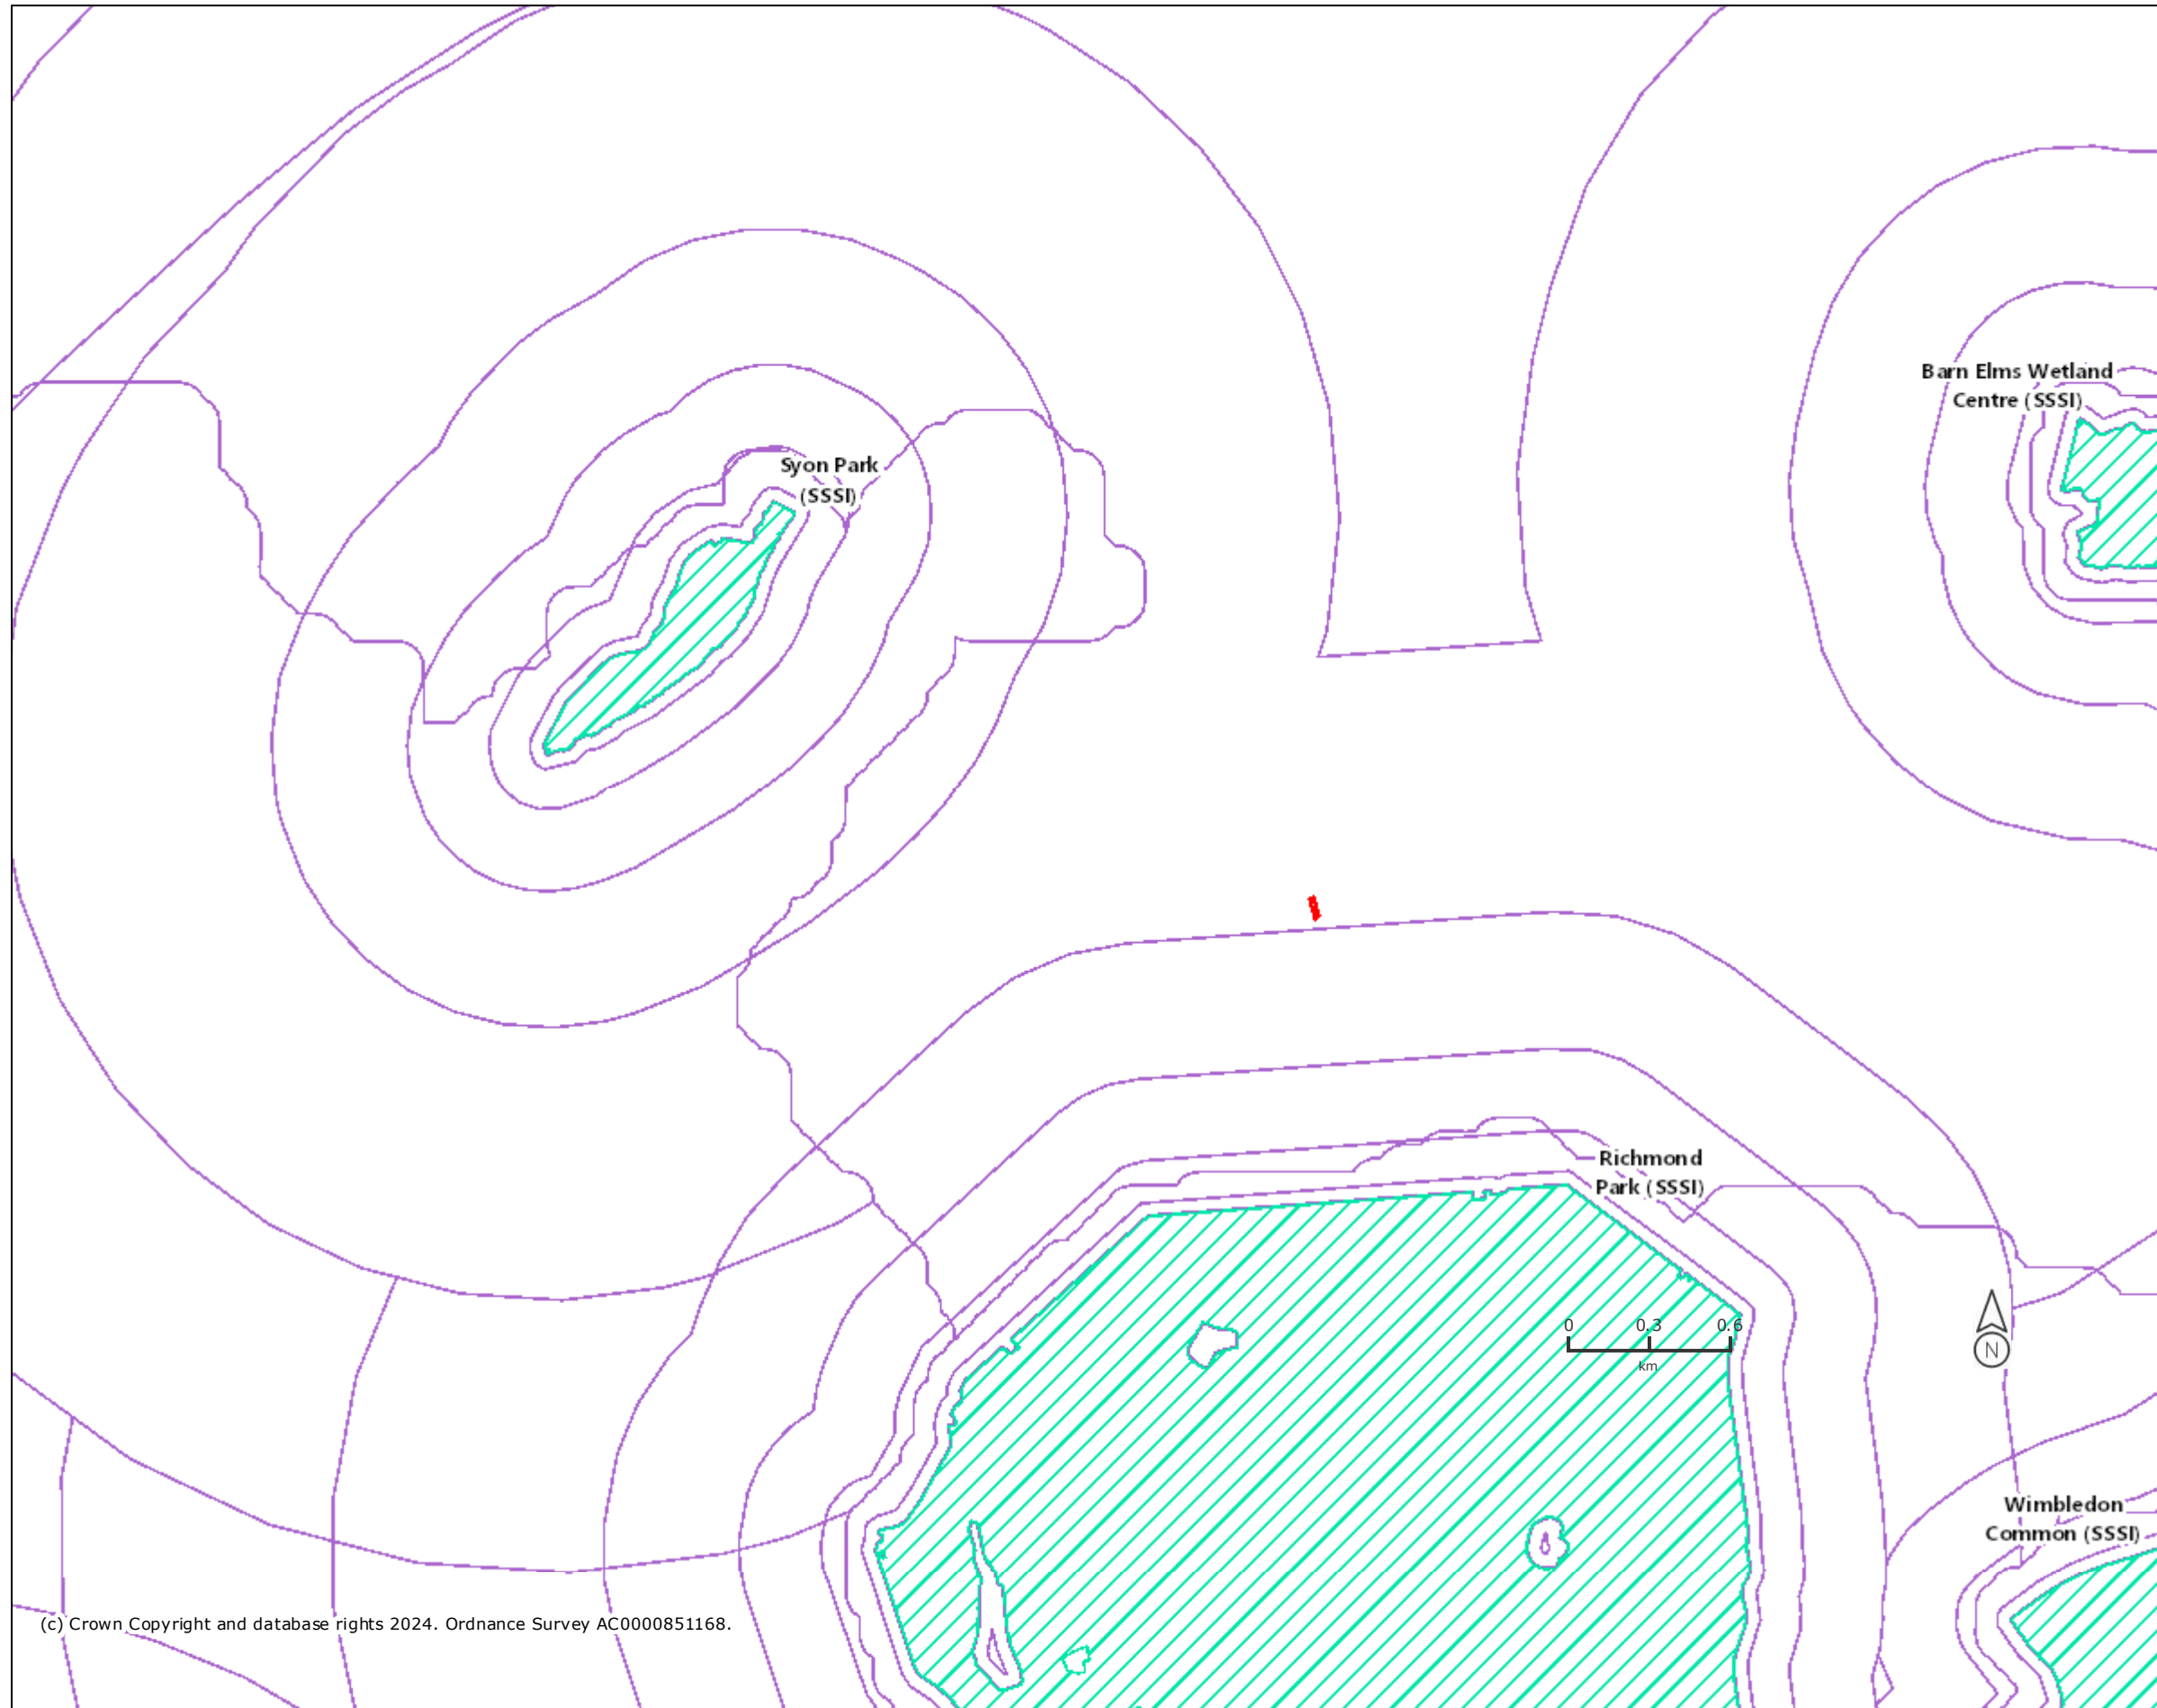 Barn Elms Wetland
Centre (SSSI)
Syon Park
(SSSI)
Richmond
Park (SSSI)
0 0.3 0.6
km
N
Wimbledon
Common (SSSI)
(c) Crown Copyright and database rights 2024. Ordnance Survey AC0000851168.